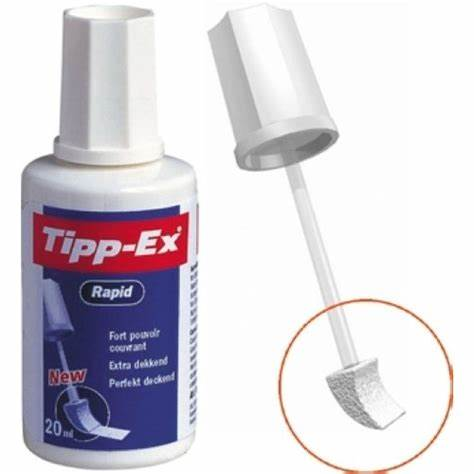 Tipp-Ex
Rapid
Fort pouvoir
couvrant
Extra dekkend
Perfekt deckend
New
20 ml